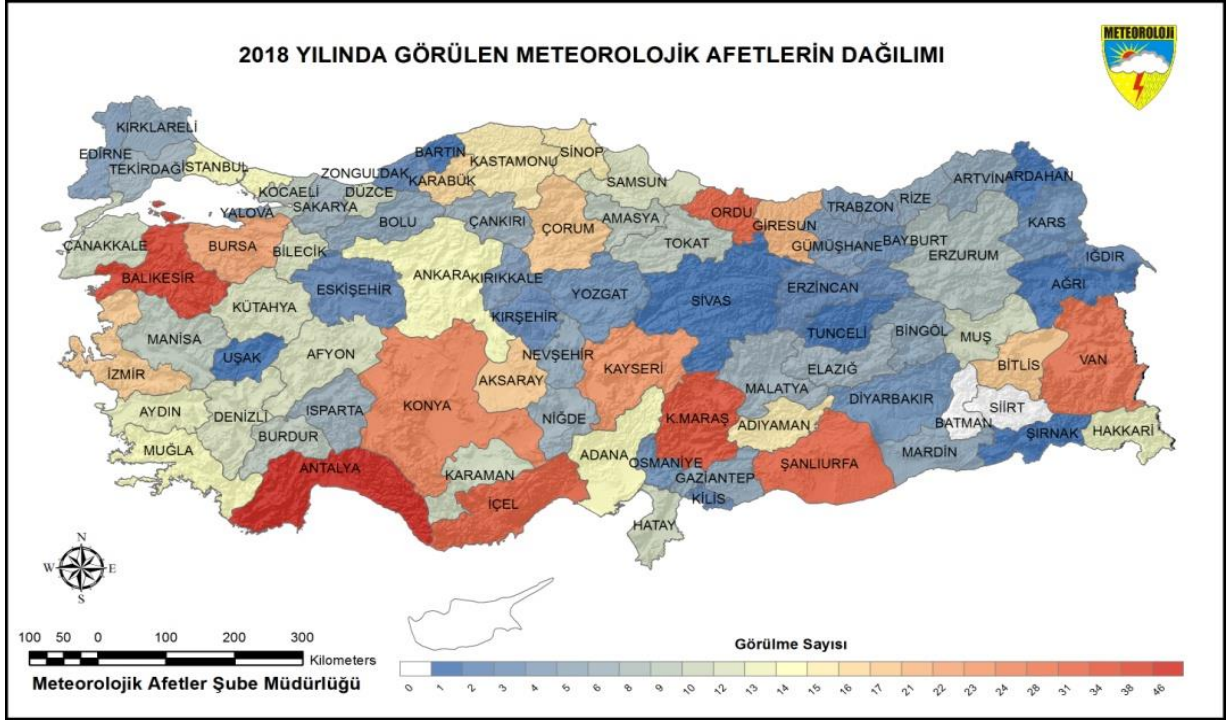 2018 YILINDA GÖRÜLEN METEOROLOJİK AFETLERİN DAĞILIMI
METEOROLOJİ
KIRKLARELİ
EDİRNE
TEKİRDAĞ
İSTANBUL
KOCAELİ
YALOVA
SAKARYA
DÜZCE
ZONGULDAK
BARTIN
KARABÜK
KASTAMONU
SİNOP
SAMSUN
BOLU
ÇANKIRI
ÇORUM
AMASYA
TOKAT
ORDU
GİRESUN
TRABZON
RİZE
ARTVİN
ARDAHAN
GÜMÜŞHANE
BAYBURT
ERZURUM
KARS
IĞDIR
AĞRI
ÇANAKKALE
BALIKESİR
BURSA
BİLECİK
ESKİŞEHİR
ANKARA
KIRIKKALE
KIRŞEHİR
YOZGAT
SİVAS
ERZİNCAN
TUNCELİ
BİNGÖL
MUŞ
BİTLİS
VAN
KÜTAHYA
MANİSA
UŞAK
AFYON
İZMİR
AYDIN
DENİZLİ
ISPARTA
BURDUR
MUĞLA
ANTALYA
KONYA
AKSARAY
NEVŞEHİR
NİĞDE
KAYSERİ
KARAMAN
İÇEL
ADANA
K.MARAŞ
OSMANİYE
GAZİANTEP
KİLİS
HATAY
MALATYA
ELAZIĞ
ADIYAMAN
ŞANLIURFA
DİYARBAKIR
MARDİN
BATMAN
SİİRT
ŞIRNAK
HAKKARİ
N
W E
S
100 50 0 100 200 300
Kilometers
Meteorolojik Afetler Şube Müdürlüğü
Görülme Sayısı
0 1 2 3 4 5 6 8 9 10 12 13 14 15 16 17 21 22 23 24 28 31 34 38 46